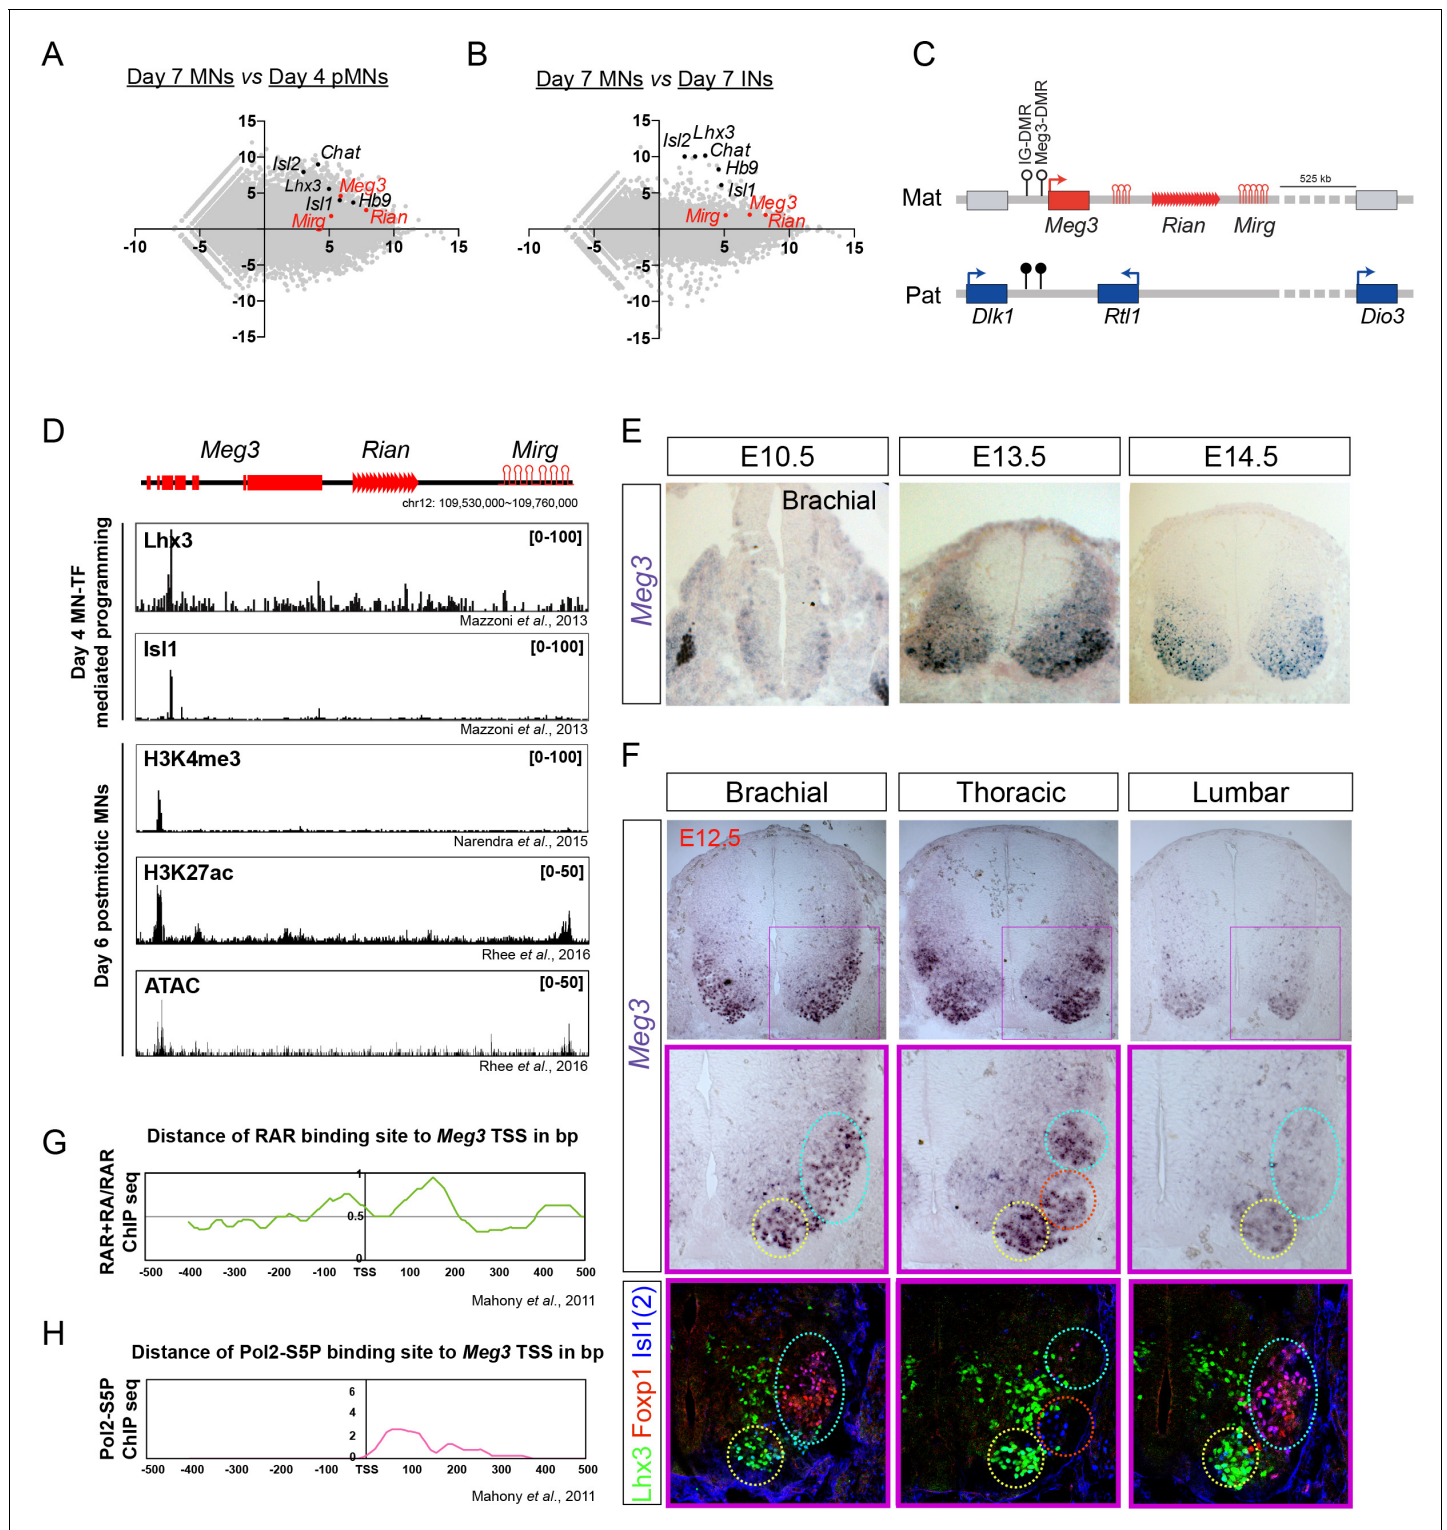 A
Day 7 MNs vs Day 4 pMNs
15
10
5
-5
-10
-15
-10
-5
5
10
15
Isl2
Chat
Lhx3
Meg3
Isl1
Hb9
Mirg
Rian
B
Day 7 MNs vs Day 7 INs
15
10
5
-5
-10
-15
-10
-5
5
10
15
Isl2
Lhx3
Chat
Hb9
Isl1
Meg3
Mirg
Rian
C
IG-DMR
Meg3-DMR
525 kb
Mat
Meg3
Rian
Mirg
Pat
Dlk1
Rtl1
Dio3
D
Meg3
Rian
Mirg
chr12: 109,530,000~109,760,000
Day 4 MN-TF
mediated programming
Lhx3
[0-100]
Mazzoni et al., 2013
Isl1
[0-100]
Mazzoni et al., 2013
Day 6 postmitotic MNs
H3K4me3
[0-100]
Narendra et al., 2015
H3K27ac
[0-50]
Rhee et al., 2016
ATAC
[0-50]
Rhee et al., 2016
E
E10.5
E13.5
E14.5
Meg3
Brachial
F
Brachial
Thoracic
Lumbar
Meg3
E12.5
Lhx3 Foxp1 Isl1(2)
G
Distance of RAR binding site to Meg3 TSS in bp
RAR+RA/RAR
ChIP seq
1
0.5
0
-500 -400 -300 -200 -100 TSS 100 200 300 400 500
Mahony et al., 2011
H
Distance of Pol2-S5P binding site to Meg3 TSS in bp
Pol2-S5P
ChIP seq
6
4
2
0
-500 -400 -300 -200 -100 TSS 100 200 300 400 500
Mahony et al., 2011